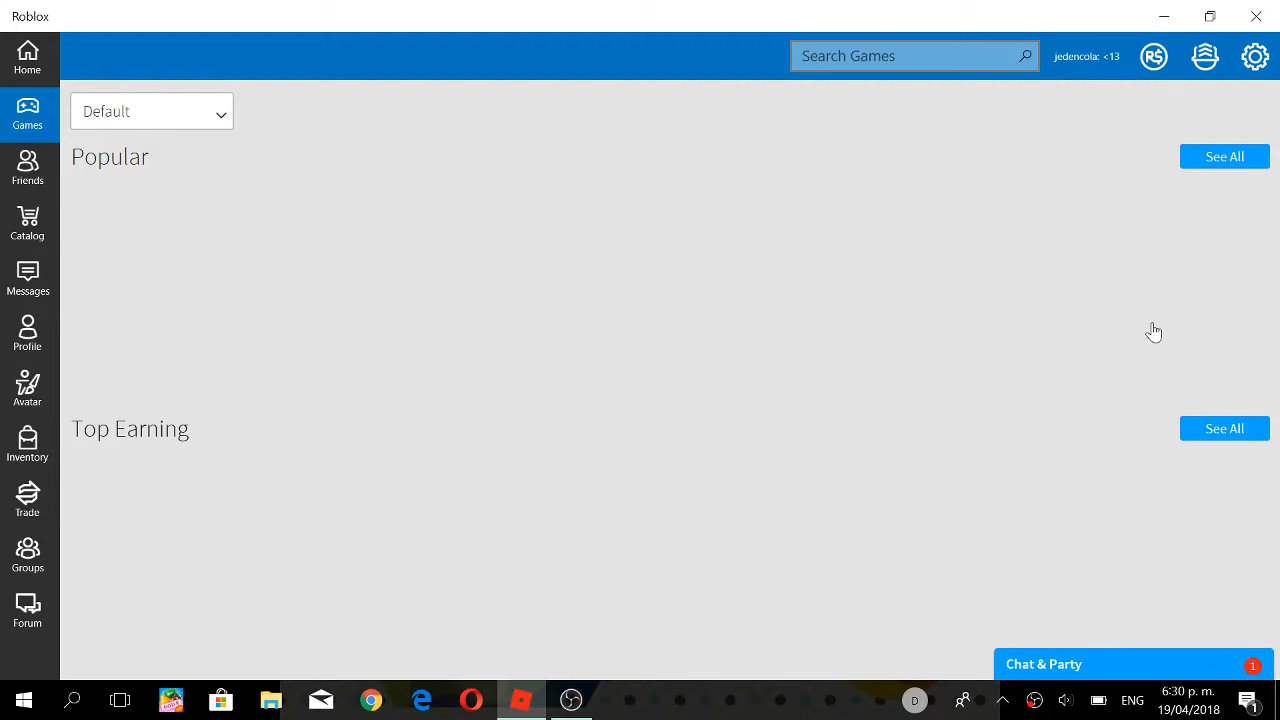 Roblox
Home
Search Games
jedencola: <13
R$
Games
Default
Popular
See All
Friends
Catalog
Messages
Profile
Avatar
Top Earning
See All
Inventory
Trade
Groups
Forum
Chat & Party
1
D
ENG
6:30 p. m.
19/04/2018
1